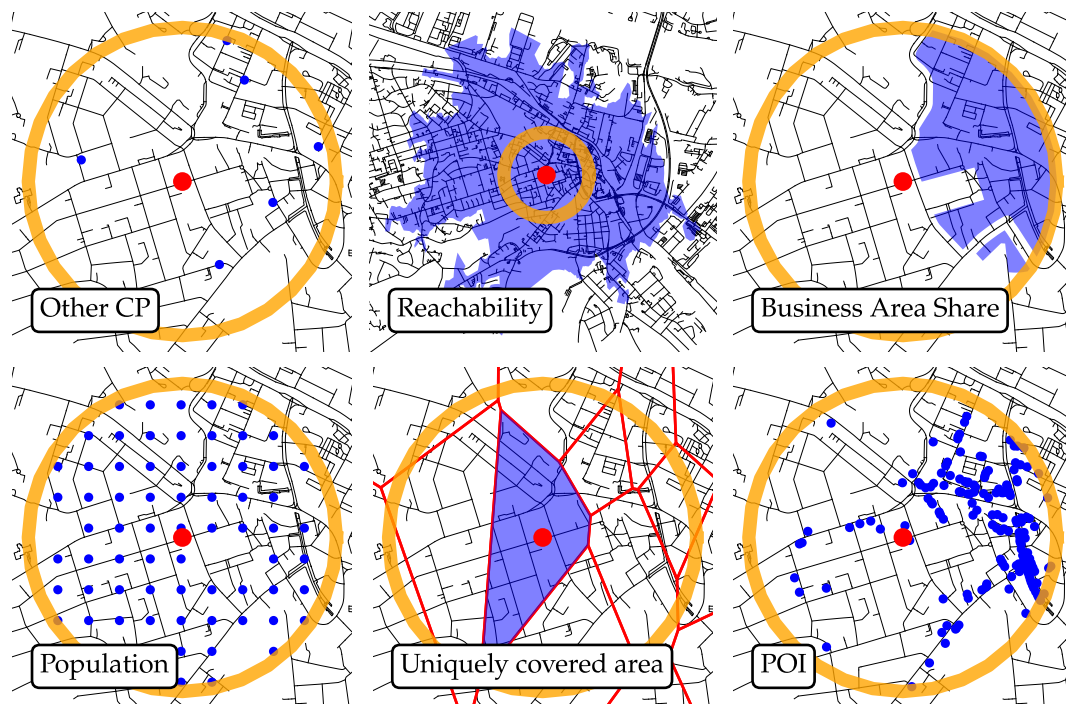 Other CP
Reachability
Business Area Share
Population
Uniquely covered area
POI